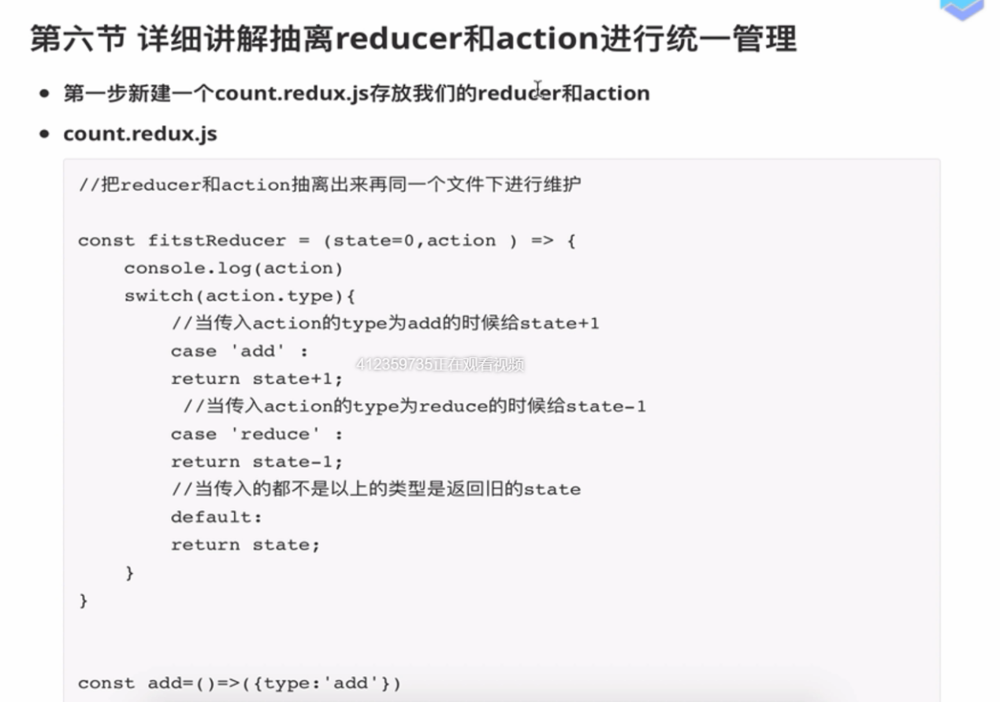 第六节 详细讲解抽离reducer和action进行统一管理
第一步新建一个count.redux.js存放我们的reducer和action
count.redux.js
//把reducer和action抽离出来再同一个文件下进行维护
const fitstReducer = (state=0,action ) => {
console.log(action)
switch(action.type){
//当传入action的type为add的时候给state+1
case 'add' :
412359735正在观看视频
return state+1;
//当传入action的type为reduce的时候给state-1
case 'reduce' :
return state-1;
//当传入的都不是以上的类型是返回旧的state
default:
return state;
}
}
const add=()=>({type:'add'})